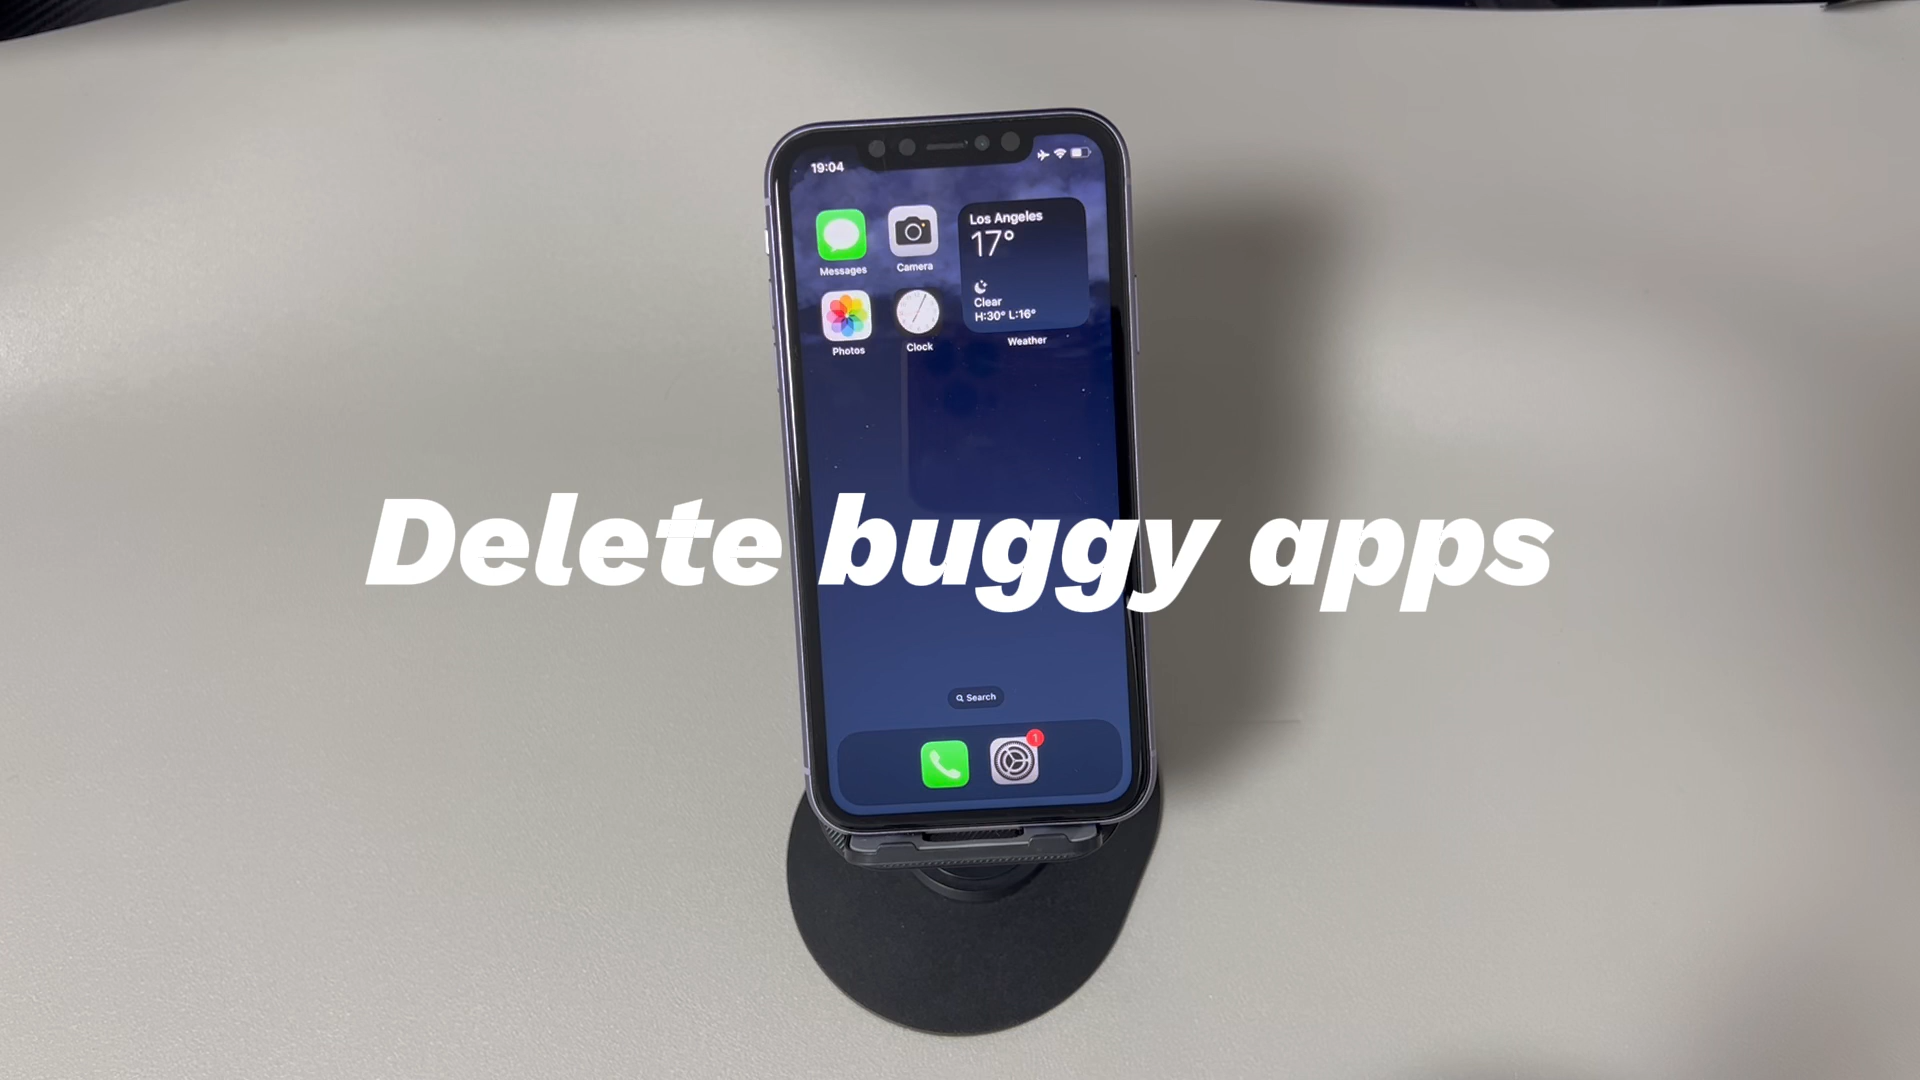 19:04
Messages
Camera
Los Angeles
17°
Clear
H:30° L:16°
Photos
Clock
Weather
Delete buggy apps
Search
1